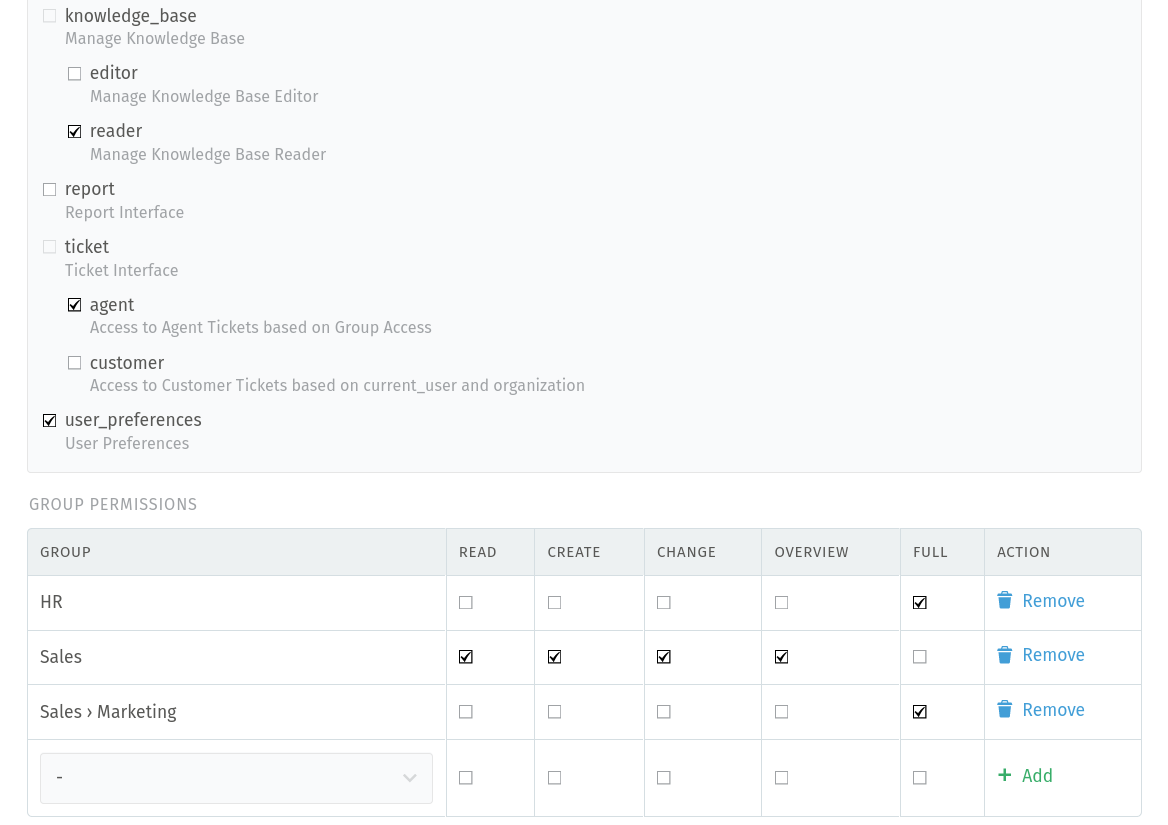 knowledge_base
Manage Knowledge Base
editor
Manage Knowledge Base Editor
reader
Manage Knowledge Base Reader
report
Report Interface
ticket
Ticket Interface
agent
Access to Agent Tickets based on Group Access
customer
Access to Customer Tickets based on current_user and organization
user_preferences
User Preferences
GROUP PERMISSIONS
GROUP READ CREATE CHANGE OVERVIEW FULL ACTION
HR Remove
Sales Remove
Sales › Marketing Remove
- Add